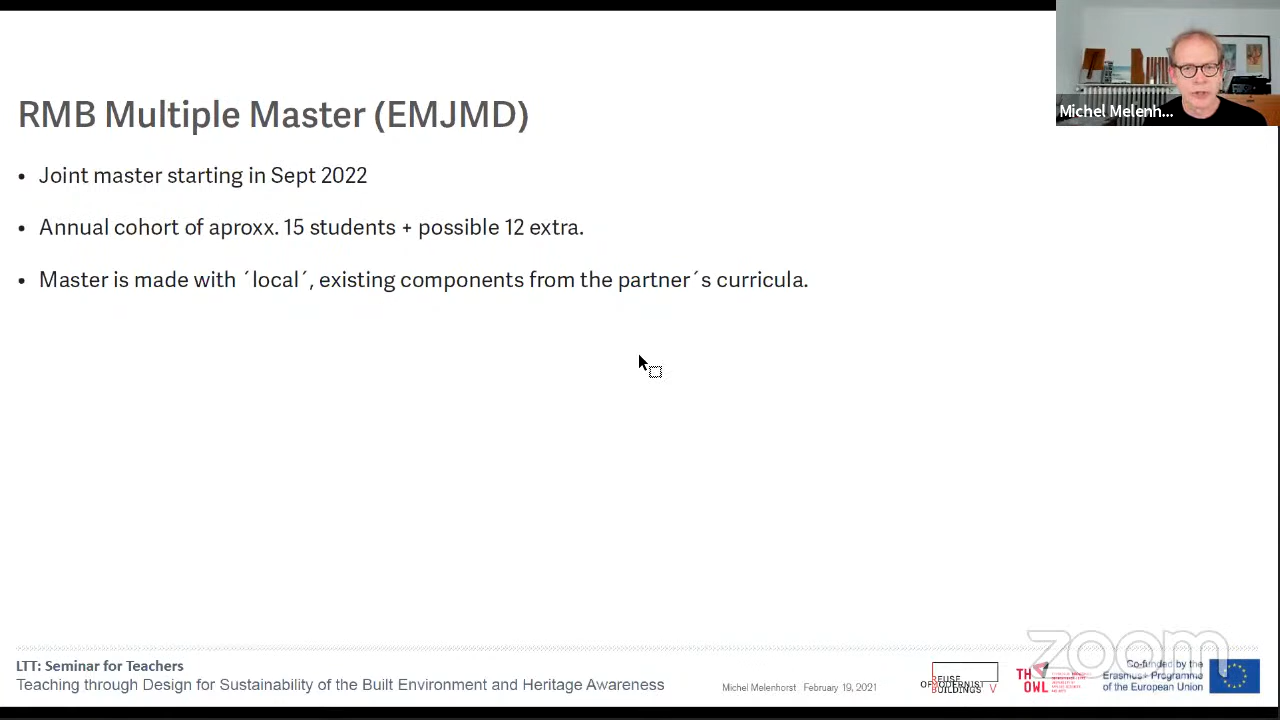 RMB Multiple Master (EMJMD)
Michel Melenh...
• Joint master starting in Sept 2022
• Annual cohort of aproxx. 15 students + possible 12 extra.
• Master is made with ´local´, existing components from the partner´s curricula.
zoom
LTT: Seminar for Teachers
Teaching through Design for Sustainability of the Built Environment and Heritage Awareness
Michel Melenhorst February 19, 2021
REUSE
OF MODERNIST
BUILDINGS V
TH
OWL
Co-funded by the
Erasmus+ Programme
of the European Union